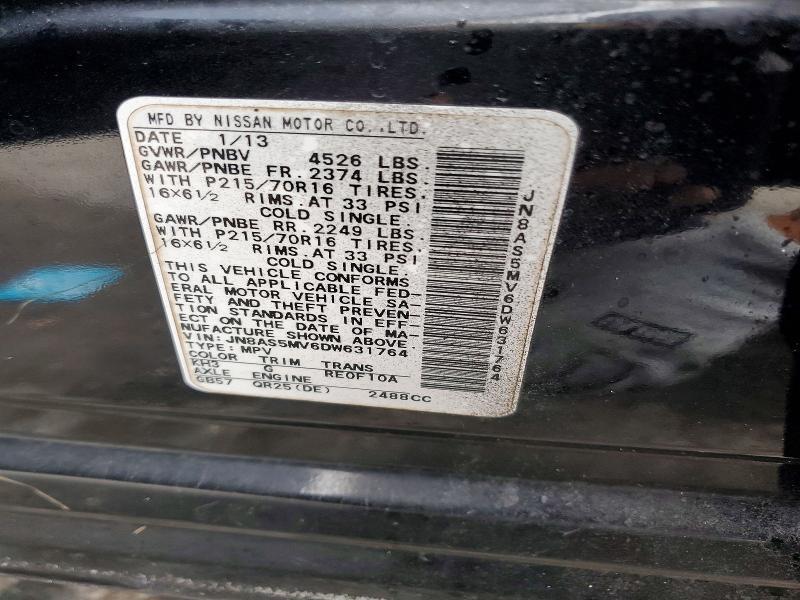 MFD BY NISSAN MOTOR CO.,LTD.
DATE 1/13
GVWR/PNBV 4526 LBS
GAWR/PNBE FR. 2374 LBS.
WITH P215/70R16 TIRES.
16×6½ RIMS.AT 33 PSI
COLD SINGLE.
GAWR/PNBE RR. 2249 LBS.
WITH P215/70R16 TIRES.
16×6½ RIMS.AT 33 PSI
COLD SINGLE.
THIS VEHICLE CONFORMS
TO ALL APPLICABLE FED-
ERAL MOTOR VEHICLE SA-
FETY AND THEFT PREVEN-
TION STANDARDS IN EFF-
ECT ON THE DATE OF MA-
NUFACTURE SHOWN ABOVE.
VIN: JN8AS5MV6DW631764
TYPE: MPV
COLOR TRIM TRANS
KH3 G RE0F10A
AXLE ENGINE
GB57 QR25(DE) 2488CC
JN8AS5MV6DW631764